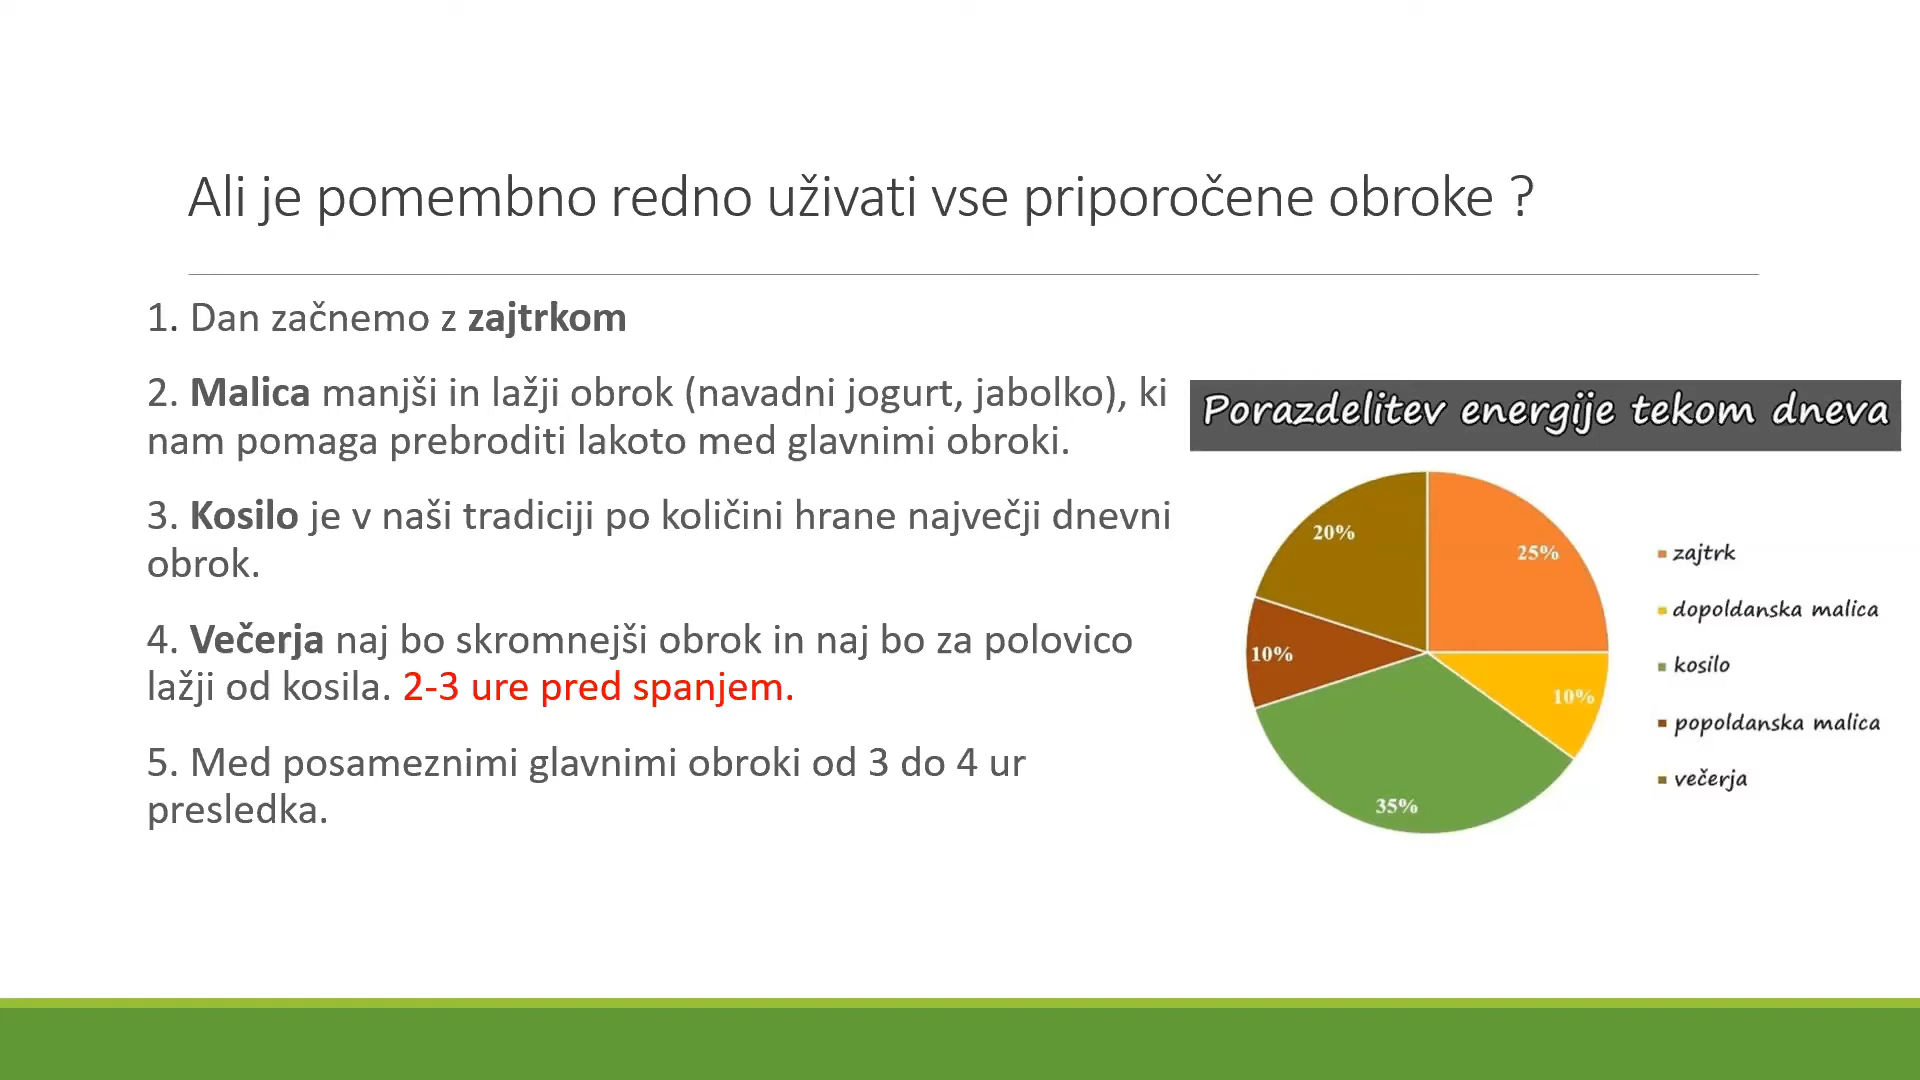 Ali je pomembno redno uživati vse priporočene obroke ?
1. Dan začnemo z zajtrkom
2. Malica manjši in lažji obrok (navadni jogurt, jabolko), ki
nam pomaga prebroditi lakoto med glavnimi obroki.
3. Kosilo je v naši tradiciji po količini hrane največji dnevni
obrok.
4. Večerja naj bo skromnejši obrok in naj bo za polovico
lažji od kosila. 2-3 ure pred spanjem.
5. Med posameznimi glavnimi obroki od 3 do 4 ur
presledka.
Porazdelitev energije tekom dneva
20%
25%
10%
10%
35%
zajtrk
dopoldanska malica
kosilo
popoldanska malica
večerja